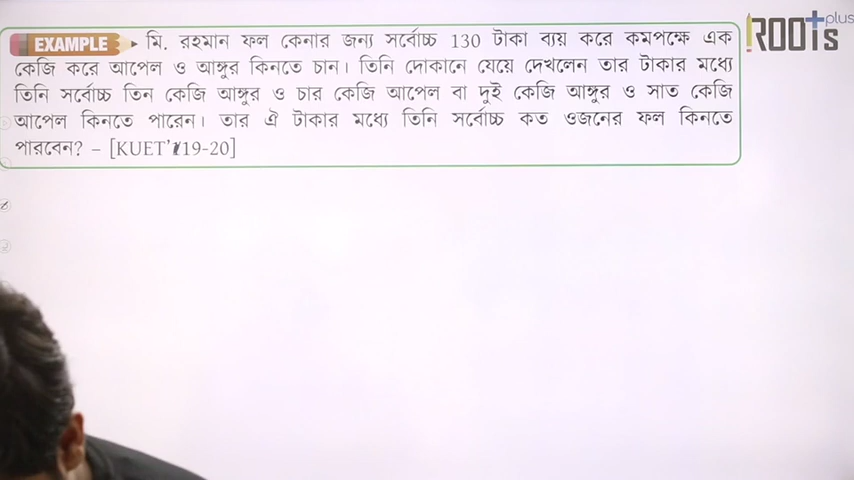 EXAMPLE মি. রহমান ফল কেনার জন্য সর্বোচ্চ 130 টাকা ব্যয় করে কমপক্ষে এক
কেজি করে আপেল ও আঙ্গুর কিনতে চান। তিনি দোকানে যেয়ে দেখলেন তার টাকার মধ্যে
তিনি সর্বোচ্চ তিন কেজি আঙ্গুর ও চার কেজি আপেল বা দুই কেজি আঙ্গুর ও সাত কেজি
আপেল কিনতে পারেন। তার ঐ টাকার মধ্যে তিনি সর্বোচ্চ কত ওজনের ফল কিনতে
পারবেন? – [KUET'19-20]
ROOTs plus